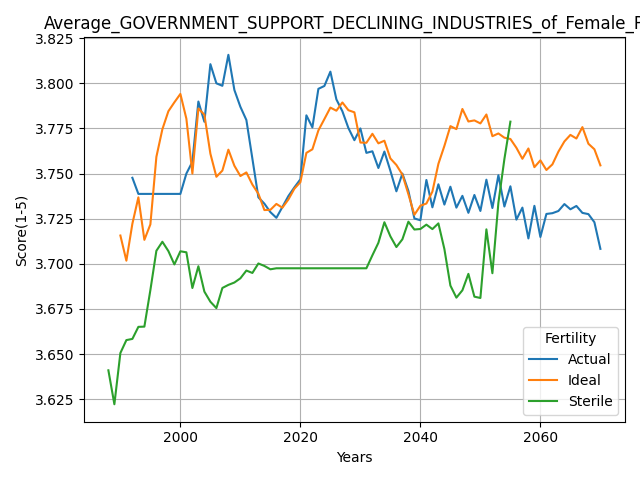 Average_GOVERNMENT_SUPPORT_DECLINING_INDUSTRIES_of_Female_
3.825
3.800
3.775
3.750
3.725
3.700
3.675
3.650
3.625
Score(1-5)
2000 2020 2040 2060
Years
Fertility
Actual
Ideal
Sterile